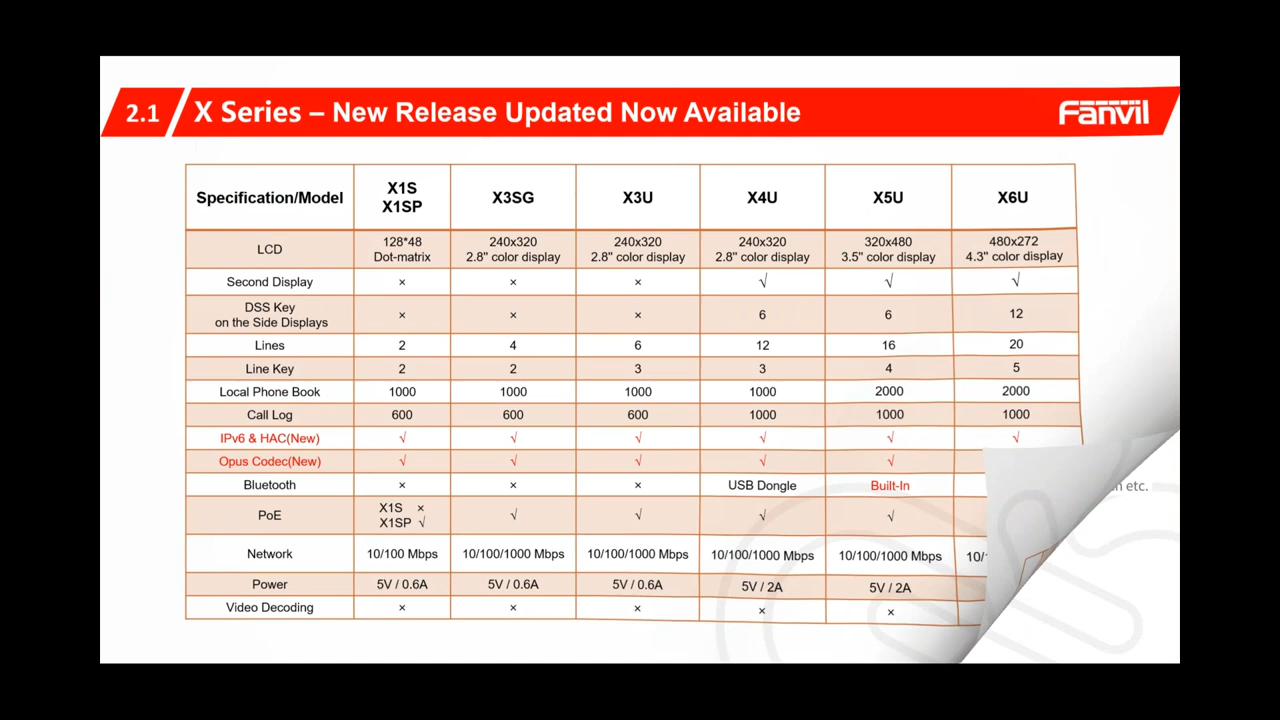 2.1 X Series – New Release Updated Now Available Fanvil
Specification/Model X1S X1SP X3SG X3U X4U X5U X6U
LCD 128*48 Dot-matrix 240x320 2.8" color display 240x320 2.8" color display 240x320 2.8" color display 320x480 3.5" color display 480x272 4.3" color display
Second Display × × × √ √ √
DSS Key on the Side Displays × × × 6 6 12
Lines 2 4 6 12 16 20
Line Key 2 2 3 3 4 5
Local Phone Book 1000 1000 1000 1000 2000 2000
Call Log 600 600 600 1000 1000 1000
IPv6 & HAC(New) √ √ √ √ √ √
Opus Codec(New) √ √ √ √ √
Bluetooth × × × USB Dongle Built-In
etc.
PoE X1S × X1SP √ √ √ √ √
Network 10/100 Mbps 10/100/1000 Mbps 10/100/1000 Mbps 10/100/1000 Mbps 10/100/1000 Mbps 10/
Power 5V / 0.6A 5V / 0.6A 5V / 0.6A 5V / 2A 5V / 2A
Video Decoding × × × × ×